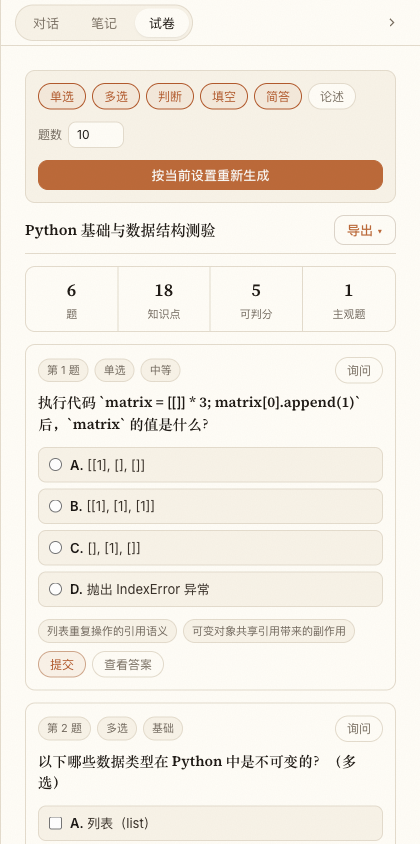 对话 笔记 试卷
单选 多选 判断 填空 简答 论述
题数 10
按当前设置重新生成
Python 基础与数据结构测验 导出
6 18 5 1
题 知识点 可判分 主观题
第 1 题 单选 中等 询问
执行代码 `matrix = [[]] * 3; matrix[0].append(1)`
后，`matrix` 的值是什么?
A. [[1], [], []]
B. [[1], [1], [1]]
C. [], [1], []]
D. 抛出 IndexError 异常
列表重复操作的引用语义 可变对象共享引用带来的副作用
提交 查看答案
第 2 题 多选 基础 询问
以下哪些数据类型在 Python 中是不可变的? （多
选）
A. 列表（list）